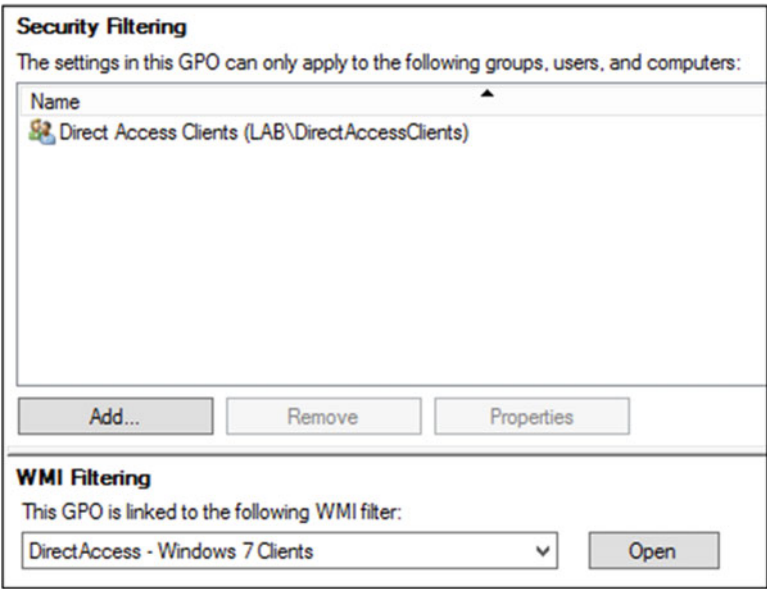 Security Filtering
The settings in this GPO can only apply to the following groups, users, and computers:
Name
Direct Access Clients (LAB\DirectAccessClients)
Add...
Remove
Properties
WMI Filtering
This GPO is linked to the following WMI filter:
DirectAccess - Windows 7 Clients
Open